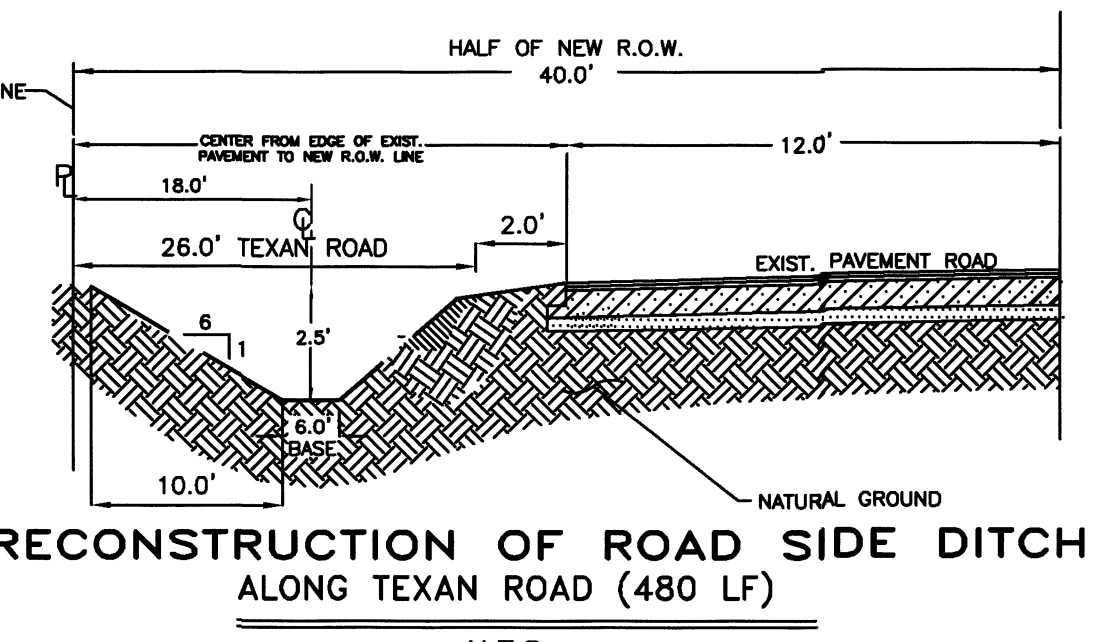 HALF OF NEW R.O.W.
40.0'
NE
CENTER FROM EDGE OF EXIST.
PAVEMENT TO NEW R.O.W. LINE
12.0'
PL
18.0'
CL
2.0'
26.0' TEXAN ROAD
EXIST. PAVEMENT ROAD
6
1
2.5'
6.0'
BASE
10.0'
NATURAL GROUND
RECONSTRUCTION OF ROAD SIDE DITCH
ALONG TEXAN ROAD (480 LF)